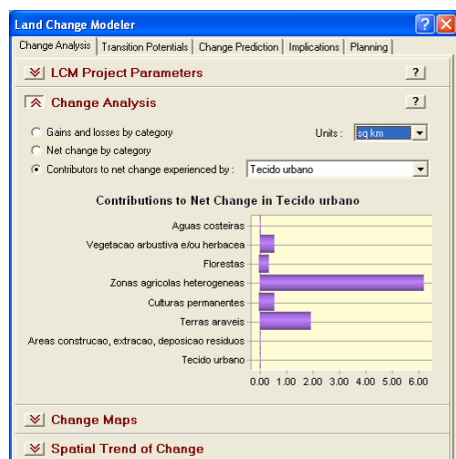 Land Change Modeler
Change Analysis Transition Potentials Change Prediction Implications Planning
LCM Project Parameters ?
Change Analysis ?
Gains and losses by category Units : sq km
Net change by category
Contributors to net change experienced by : Tecido urbano
Contributions to Net Change in Tecido urbano
Aguas costeiras
Vegetacao arbustiva e/ou herbacea
Florestas
Zonas agricolas heterogeneas
Culturas permanentes
Terras araveis
Areas construcao, extracao, deposicao residuos
Tecido urbano
0.00 1.00 2.00 3.00 4.00 5.00 6.00
Change Maps
Spatial Trend of Change